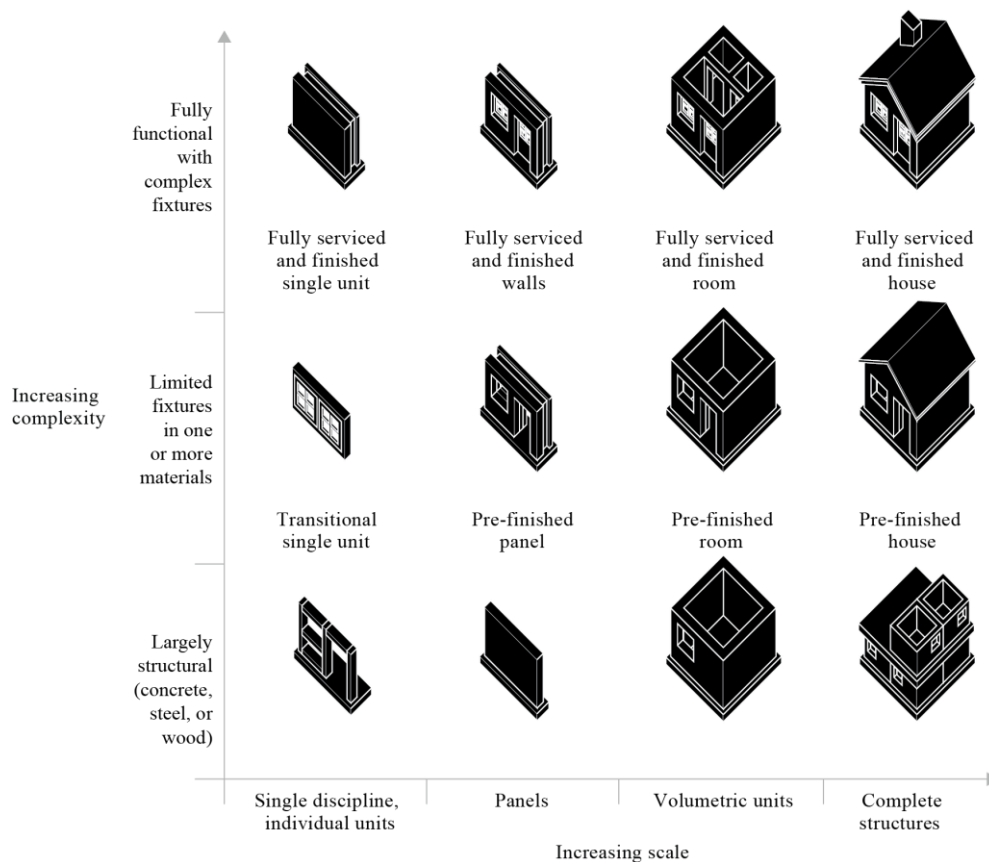 Fully
functional
with
complex
fixtures
Fully serviced
and finished
single unit
Fully serviced
and finished
walls
Fully serviced
and finished
room
Fully serviced
and finished
house
Increasing
complexity
Limited
fixtures
in one
or more
materials
Transitional
single unit
Pre-finished
panel
Pre-finished
room
Pre-finished
house
Largely
structural
(concrete,
steel, or
wood)
Single discipline,
individual units
Panels
Volumetric units
Complete
structures
Increasing scale